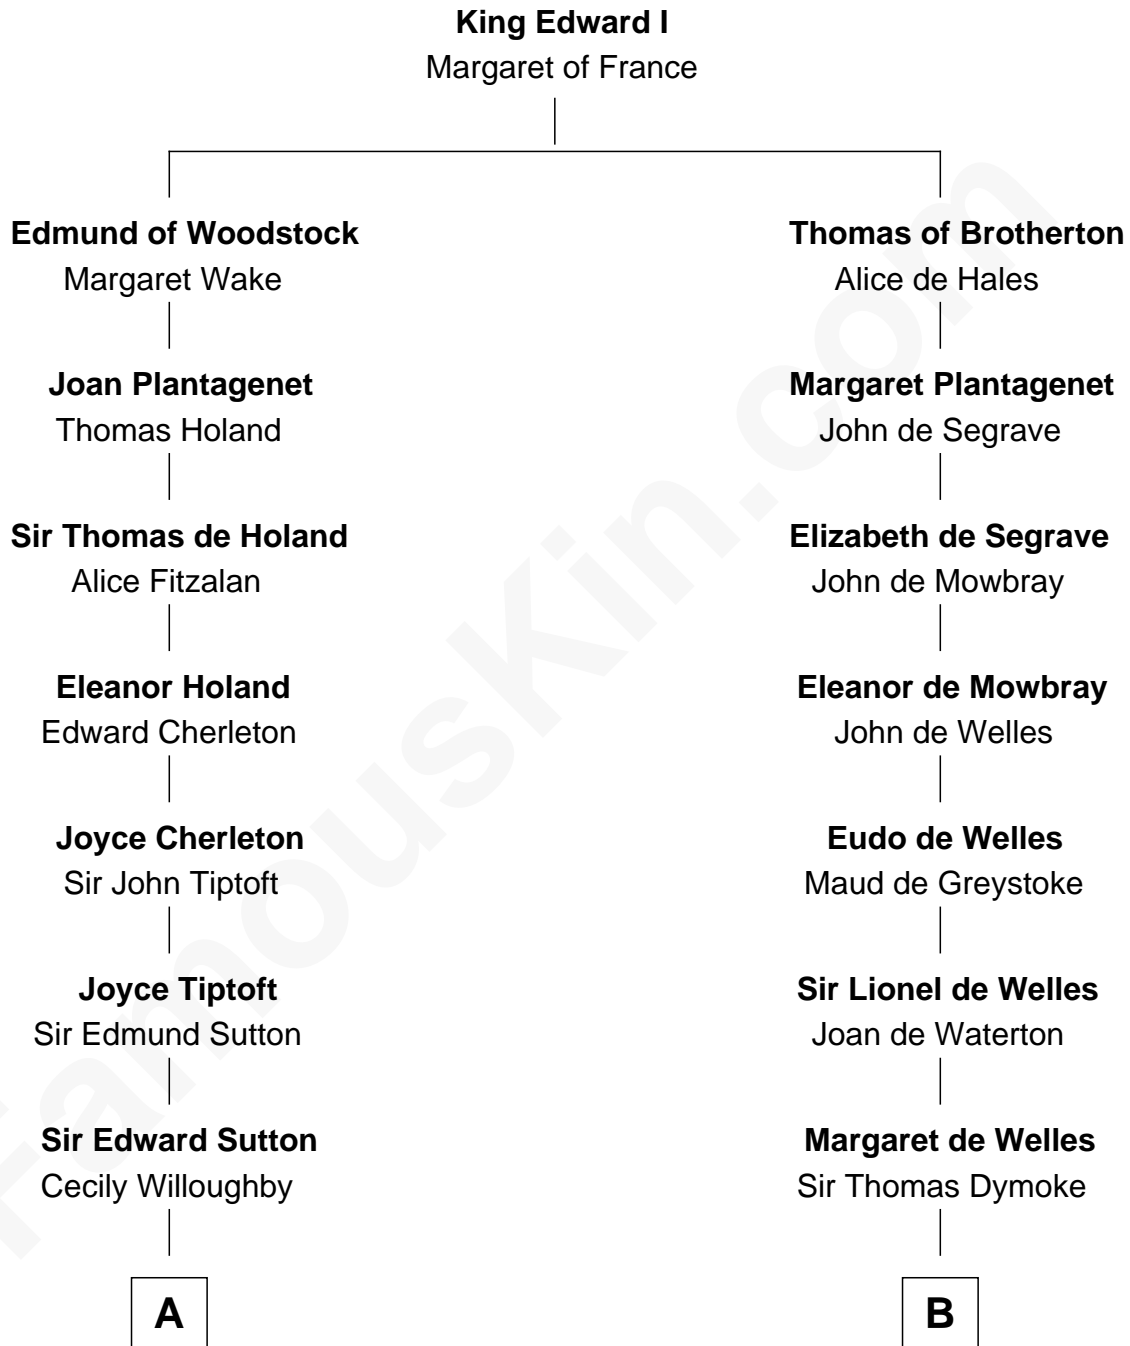 King Edward I
Margaret of France
Edmund of Woodstock
Margaret Wake
Thomas of Brotherton
Alice de Hales
Joan Plantagenet
Thomas Holand
Margaret Plantagenet
John de Segrave
Sir Thomas de Holand
Alice Fitzalan
Elizabeth de Segrave
John de Mowbray
Eleanor Holand
Edward Cherleton
Eleanor de Mowbray
John de Welles
Joyce Cherleton
Sir John Tiptoft
Eudo de Welles
Maud de Greystoke
Joyce Tiptoft
Sir Edmund Sutton
Sir Lionel de Welles
Joan de Waterton
Sir Edward Sutton
Cecily Willoughby
Margaret de Welles
Sir Thomas Dymoke
A
B
FamousKin.com